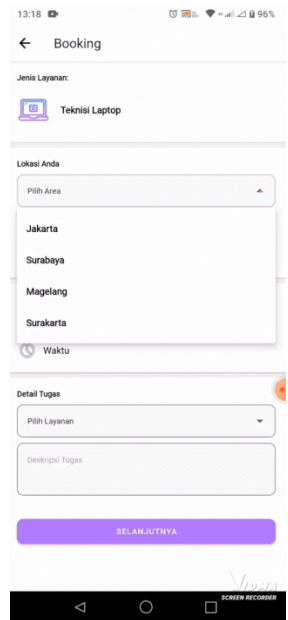 13:18
96%
Booking
Jenis Layanan:
Teknisi Laptop
Lokasi Anda
Pilih Area
Jakarta
Surabaya
Magelang
Surakarta
Waktu
Detail Tugas
Pilih Layanan
Deskripsi Tugas
SELANJUTNYA
SCREEN RECORDER